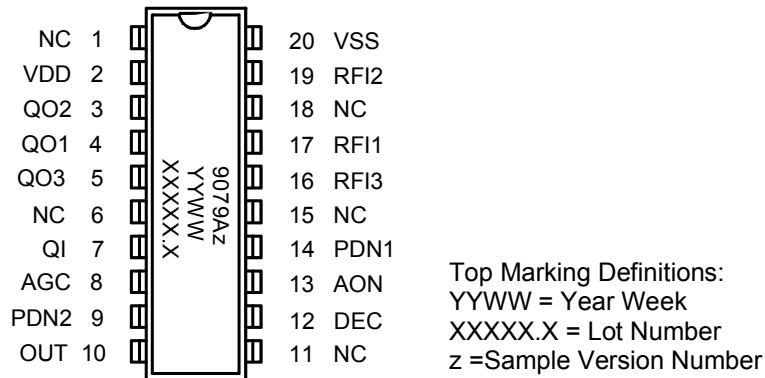 NC 1
VDD 2
QO2 3
QO1 4
QO3 5
NC 6
QI 7
AGC 8
PDN2 9
OUT 10
9079Az
YYWW
XXXXX.X
20 VSS
19 RFI2
18 NC
17 RFI1
16 RFI3
15 NC
14 PDN1
13 AON
12 DEC
11 NC
Top Marking Definitions:
YYWW = Year Week
XXXXX.X = Lot Number
z =Sample Version Number